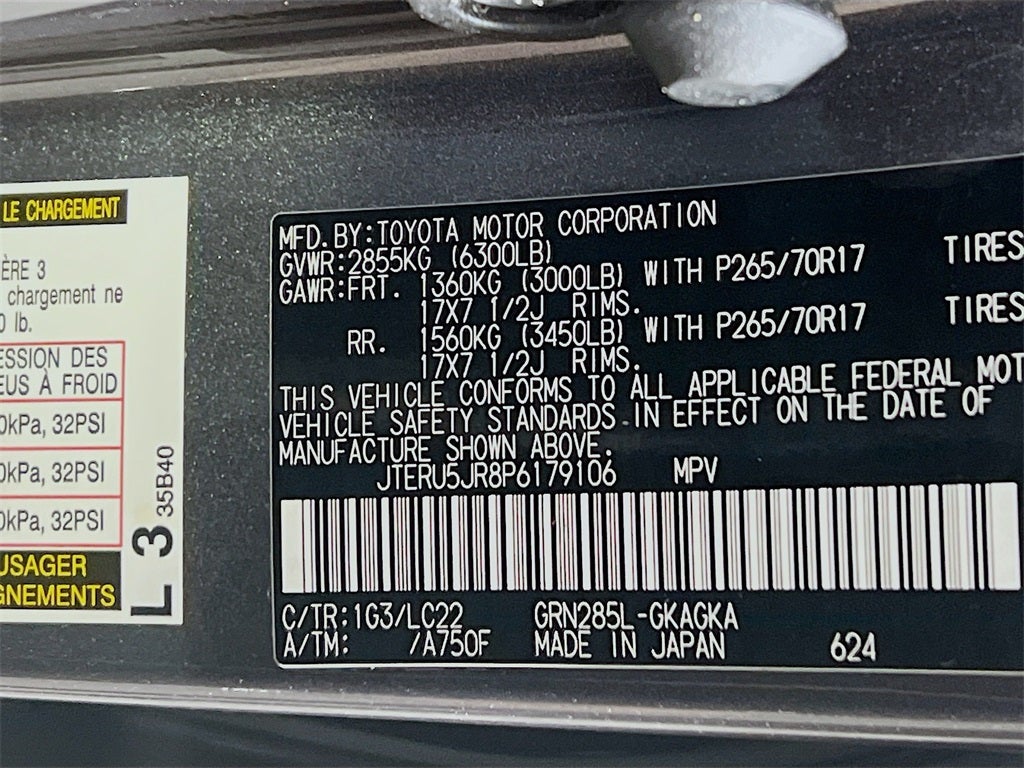 LE CHARGEMENT
ÈRE 3
chargement ne
0 lb.
ESSION DES
EUS À FROID
0kPa, 32PSI
0kPa, 32PSI
0kPa, 32PSI
USAGER
GNEMENTS
L 3
35B40
MFD. BY: TOYOTA MOTOR CORPORATION
GVWR: 2855KG (6300LB)
GAWR: FRT. 1360KG (3000LB) WITH P265/70R17 TIRES
17X7 1/2J RIMS.
RR. 1560KG (3450LB) WITH P265/70R17 TIRES
17X7 1/2J RIMS.
THIS VEHICLE CONFORMS TO ALL APPLICABLE FEDERAL MOT
VEHICLE SAFETY STANDARDS IN EFFECT ON THE DATE OF
MANUFACTURE SHOWN ABOVE.
JTERU5JR8P6179106 MPV
C/TR: 1G3/LC22 GRN285L-GKAGKA
A/TM: /A750F MADE IN JAPAN 624